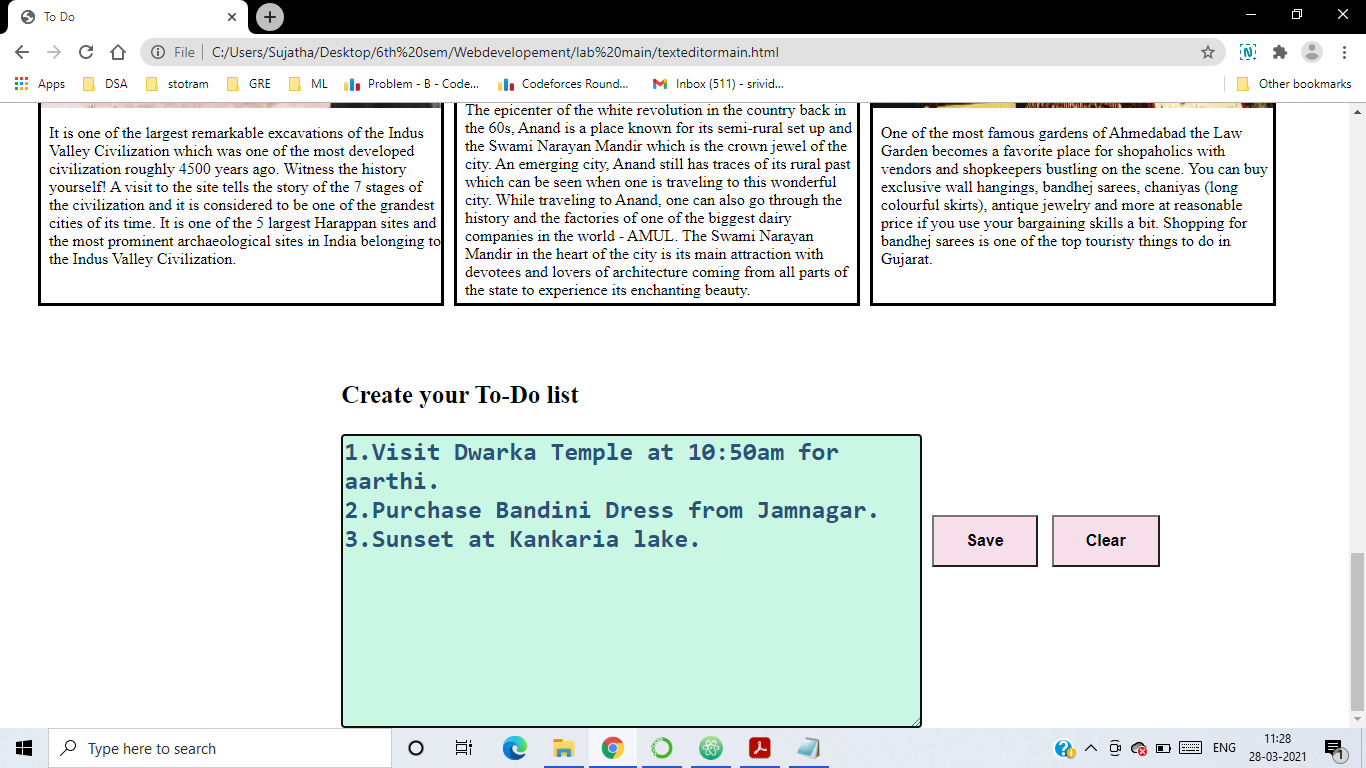 To Do
File
C:/Users/Sujatha/Desktop/6th%20sem/Webdevelopement/lab%20main/texteditormain.html
Apps
DSA
stotram
GRE
ML
Problem - B - Code...
Codeforces Round...
Inbox (511) - srivid...
Other bookmarks
It is one of the largest remarkable excavations of the Indus
Valley Civilization which was one of the most developed
civilization roughly 4500 years ago. Witness the history
yourself! A visit to the site tells the story of the 7 stages of
the civilization and it is considered to be one of the grandest
cities of its time. It is one of the 5 largest Harappan sites and
the most prominent archaeological sites in India belonging to
the Indus Valley Civilization.
The epicenter of the white revolution in the country back in
the 60s, Anand is a place known for its semi-rural set up and
the Swami Narayan Mandir which is the crown jewel of the
city. An emerging city, Anand still has traces of its rural past
which can be seen when one is traveling to this wonderful
city. While traveling to Anand, one can also go through the
history and the factories of one of the biggest dairy
companies in the world - AMUL. The Swami Narayan
Mandir in the heart of the city is its main attraction with
devotees and lovers of architecture coming from all parts of
the state to experience its enchanting beauty.
One of the most famous gardens of Ahmedabad the Law
Garden becomes a favorite place for shopaholics with
vendors and shopkeepers bustling on the scene. You can buy
exclusive wall hangings, bandhej sarees, chaniyas (long
colourful skirts), antique jewelry and more at reasonable
price if you use your bargaining skills a bit. Shopping for
bandhej sarees is one of the top touristy things to do in
Gujarat.
Create your To-Do list
1.Visit Dwarka Temple at 10:50am for
aarthi.
2.Purchase Bandini Dress from Jamnagar.
3.Sunset at Kankaria lake.
Save
Clear
Type here to search
ENG
11:28
28-03-2021
1